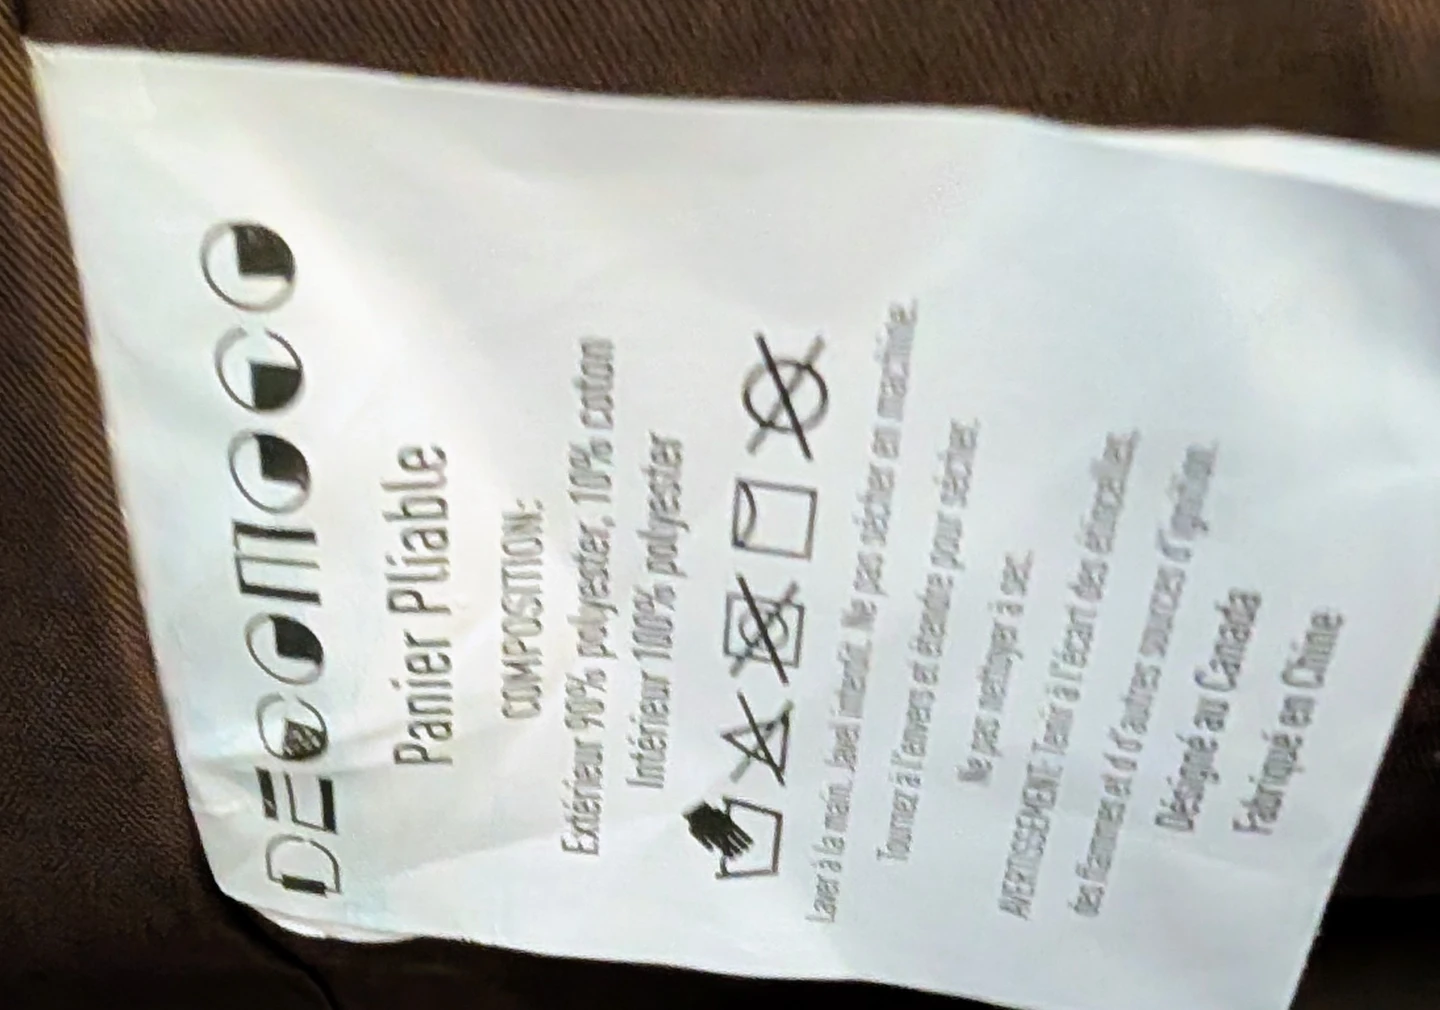 Panier Pliable
COMPOSITION:
Extérieur 90% polyester, 10% coton
Intérieur 100% polyester
Laver à la main. Javel interdit. Ne pas sécher en machine.
Tournez à l'envers et étendre pour sécher.
Ne pas nettoyer à sec.
AVERTISSEMENT: Tenir à l'écart des étincelles,
des flammes et d d'autres sources d'ignition.
Désigné au Canada
Fabriqué en Chine